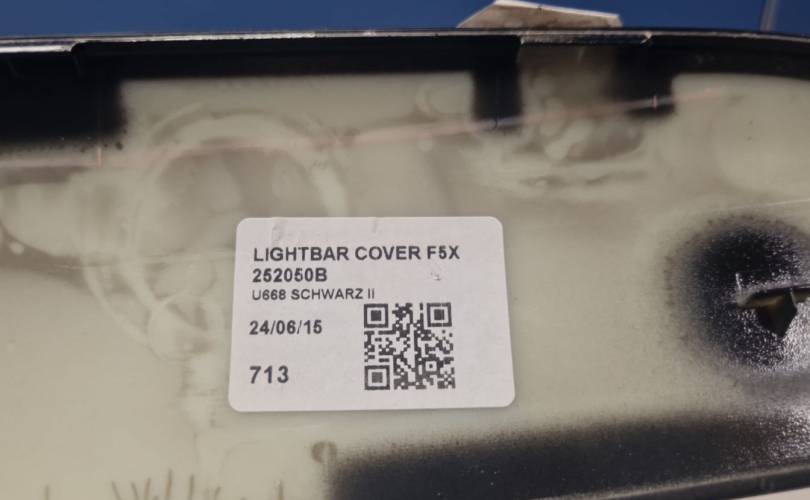 LIGHTBAR COVER F5X
252050B
U668 SCHWARZ II
24/06/15
713